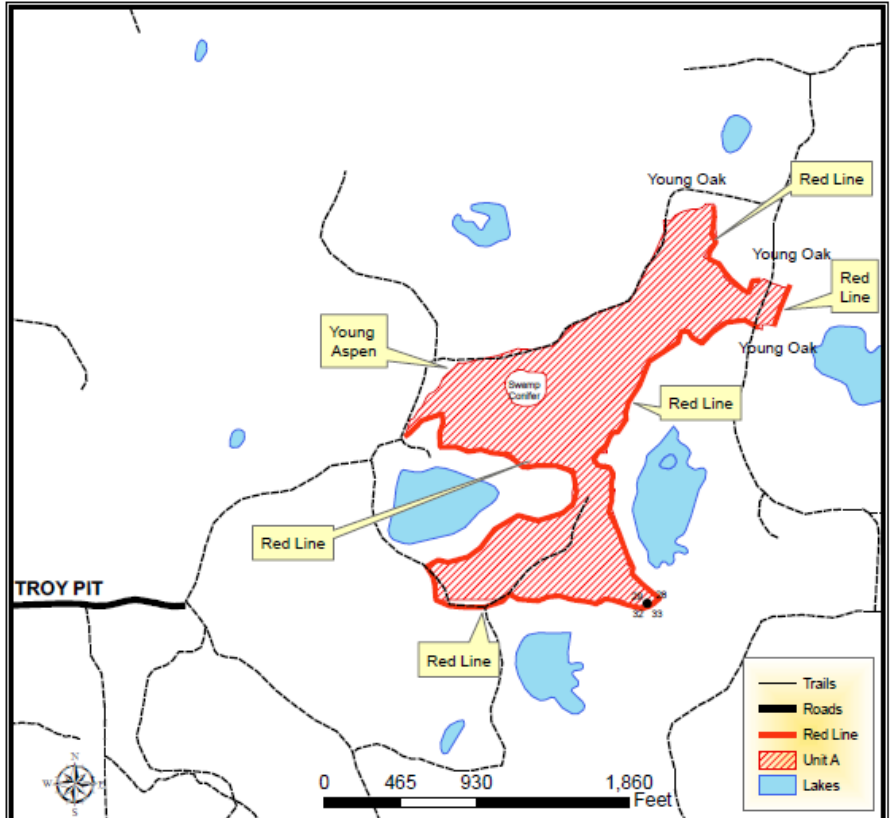 Young Oak
Red Line
Young Oak
Red
Line
Young
Aspen
Young Oak
Swamp
Conifer
Red Line
Red Line
TROY PIT
28
32 33
Red Line
Trails
Roads
Red Line
Unit A
Lakes
N
W
S
0 465 930 1,860
Feet